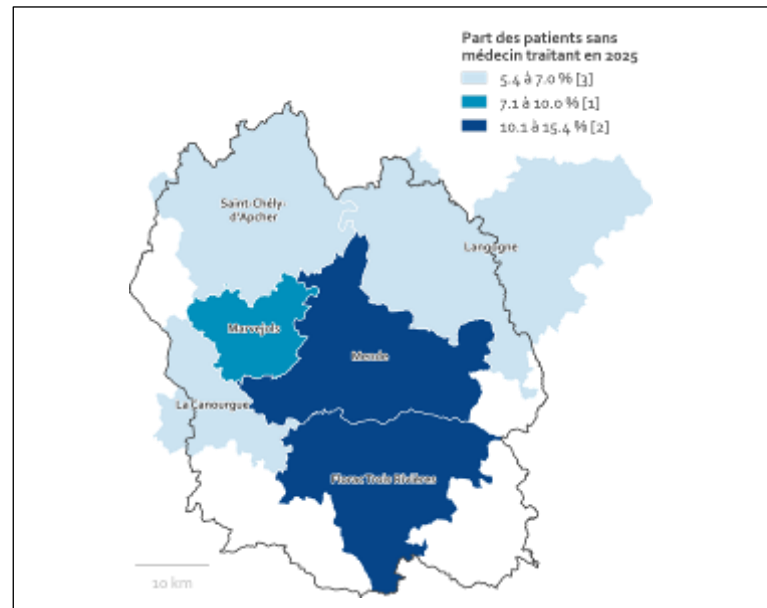 Part des patients sans
médecin traitant en 2025
5.4 à 7.0 % [3]
7.1 à 10.0 % [1]
10.1 à 15.4 % [2]
Saint-Chély-
d'Apcher
Langogne
Marvejols
Mende
La Canourgue
Florac Trois Rivières
10 km